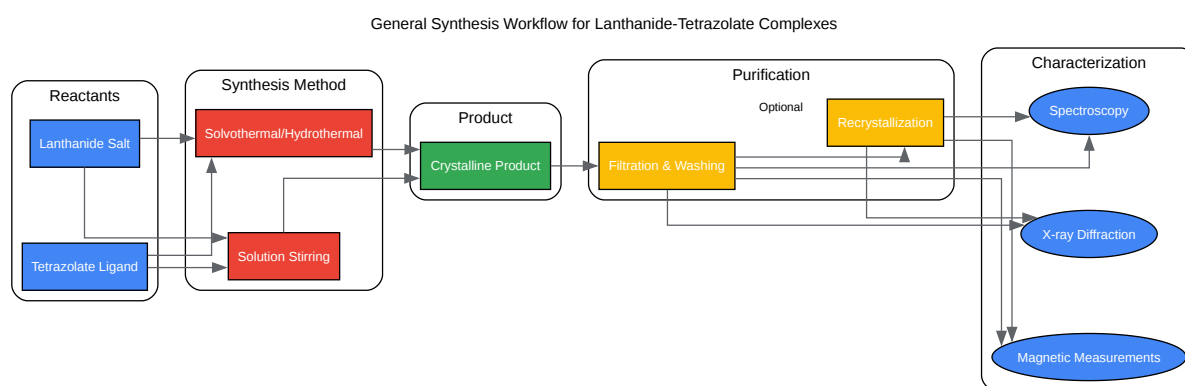 General Synthesis Workflow for Lanthanide-Tetrazolate Complexes
Reactants
Lanthanide Salt
Tetrazolate Ligand
Synthesis Method
Solvothermal/Hydrothermal
Solution Stirring
Product
Crystalline Product
Purification
Optional
Recrystallization
Filtration & Washing
Characterization
Spectroscopy
X-ray Diffraction
Magnetic Measurements